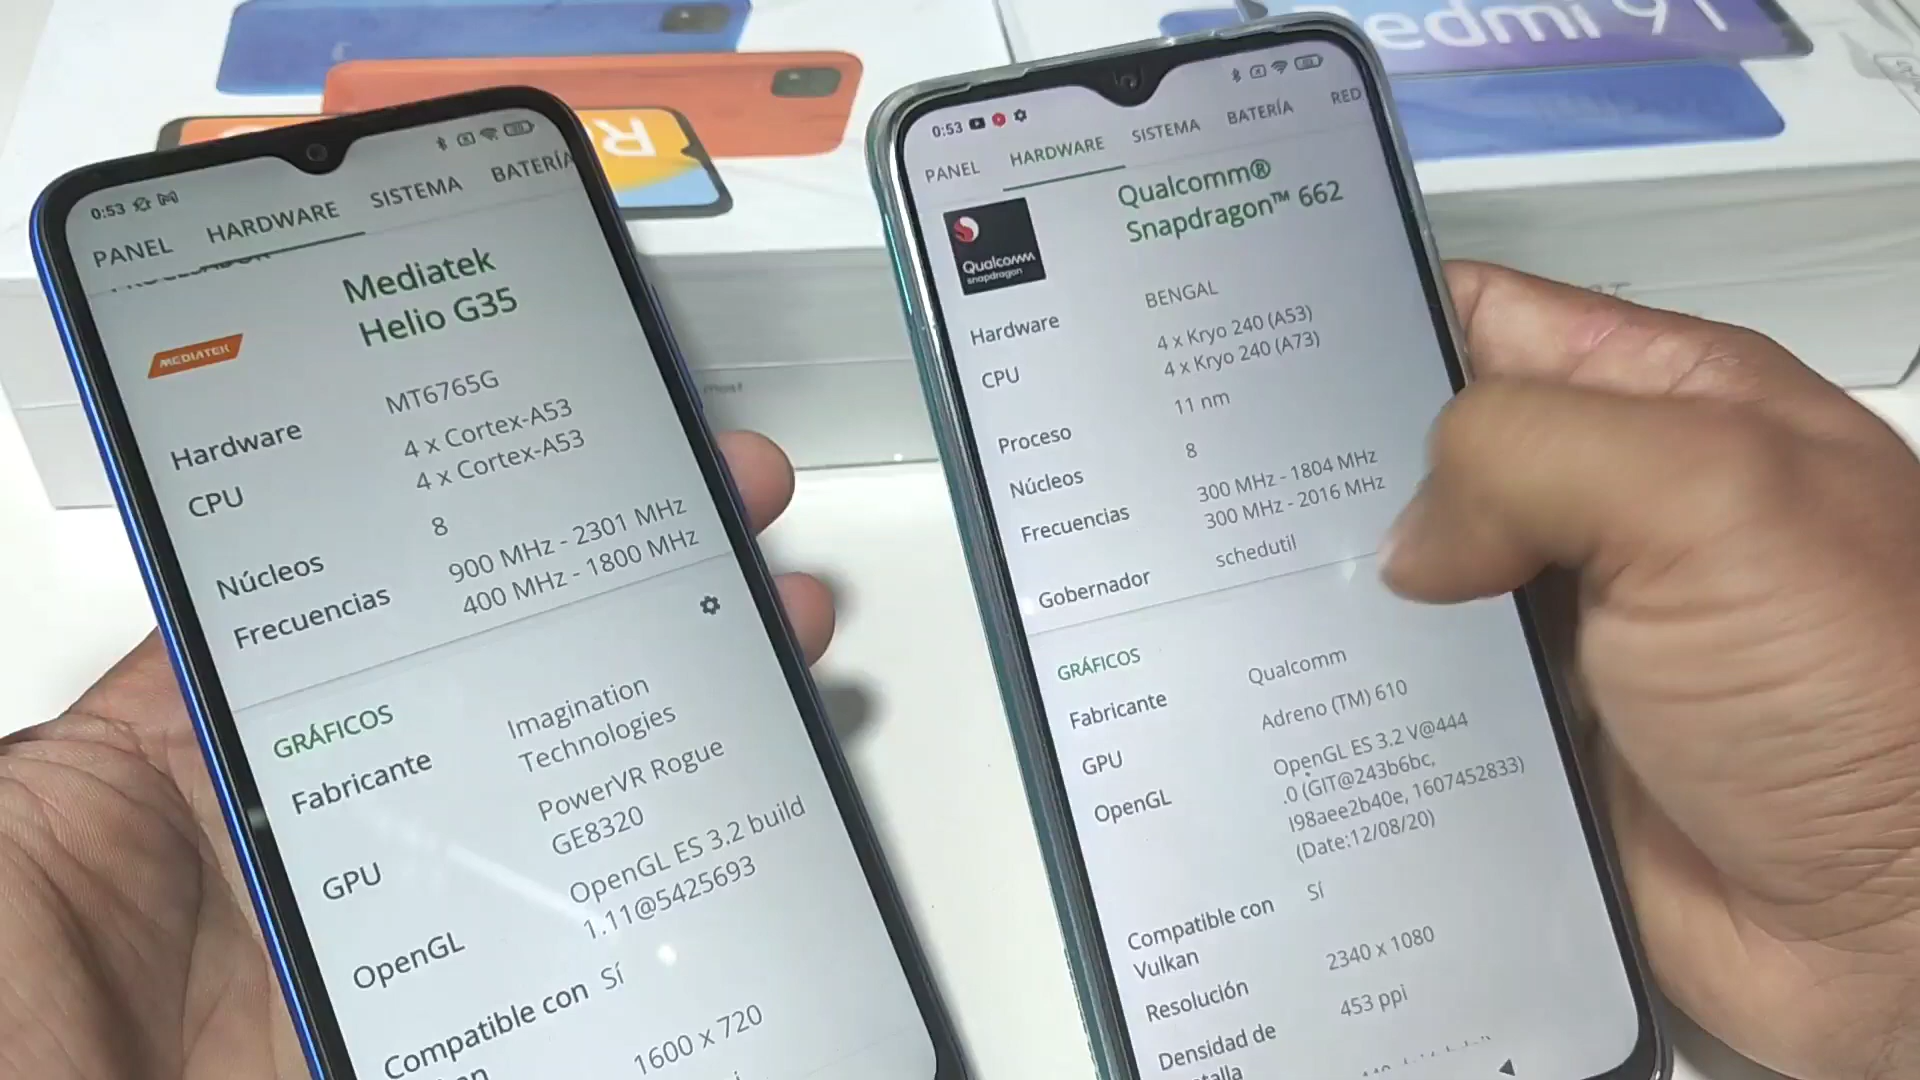 Redmi 9T
R
0:53
PANEL HARDWARE SISTEMA BATERÍA
Mediatek
Helio G35
MEDIATEK
Hardware MT6765G
CPU 4 x Cortex-A53
4 x Cortex-A53
Núcleos 8
Frecuencias 900 MHz - 2301 MHz
400 MHz - 1800 MHz
GRÁFICOS
Fabricante Imagination
Technologies
GPU PowerVR Rogue
GE8320
OpenGL OpenGL ES 3.2 build
1.11@5425693
Compatible con Sí
1600 x 720
0:53
PANEL HARDWARE SISTEMA BATERÍA RED
Qualcomm®
Snapdragon™ 662
Qualcomm
snapdragon
Hardware BENGAL
CPU 4 x Kryo 240 (A53)
4 x Kryo 240 (A73)
Proceso 11 nm
Núcleos 8
Frecuencias 300 MHz - 1804 MHz
300 MHz - 2016 MHz
Gobernador schedutil
GRÁFICOS
Fabricante Qualcomm
GPU Adreno (TM) 610
OpenGL OpenGL ES 3.2 V@444
.0 (GIT@243b6bc,
I98aee2b40e, 1607452833)
(Date:12/08/20)
Compatible con Sí
Vulkan
Resolución 2340 x 1080
Densidad de 453 ppi